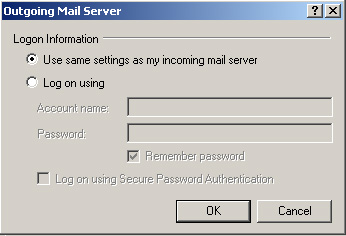 Outgoing Mail Server
Logon Information
Use same settings as my incoming mail server
Log on using
Account name:
Password:
Remember password
Log on using Secure Password Authentication
OK Cancel